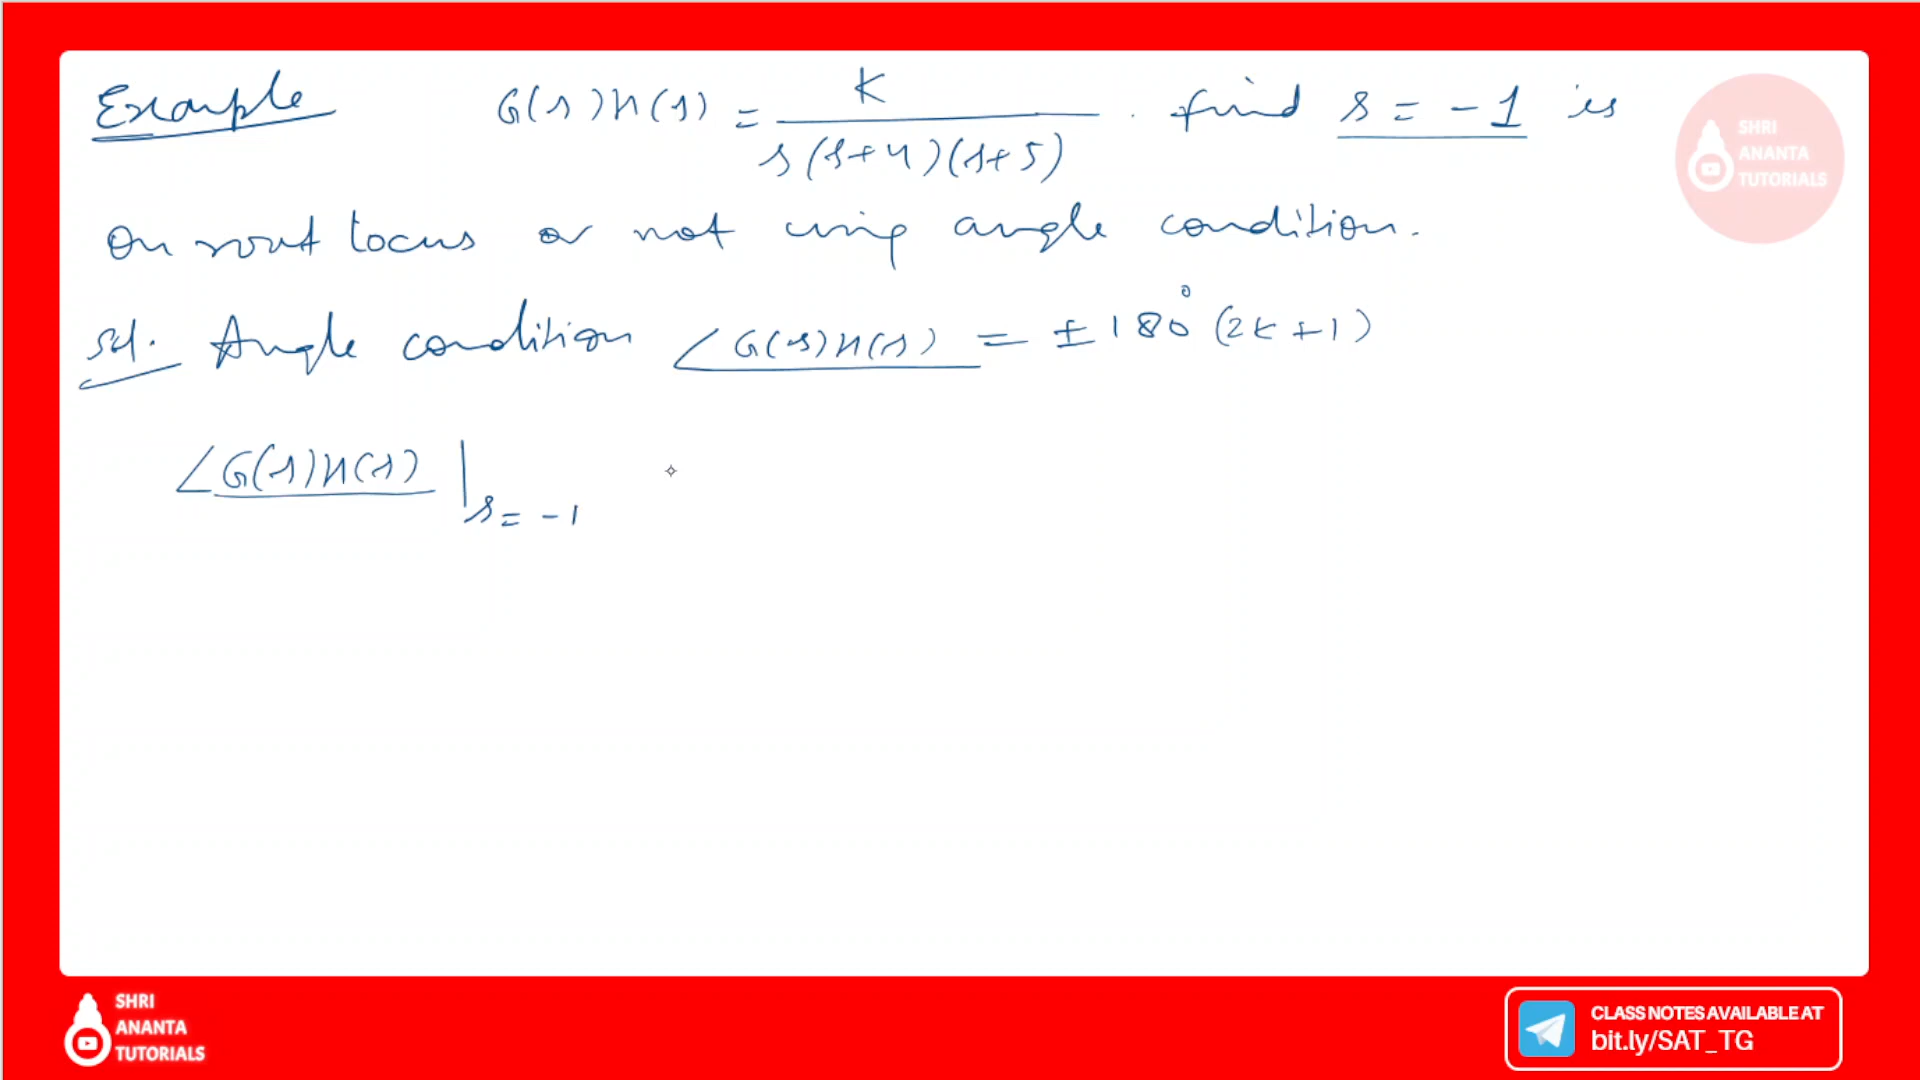 Example G(s)H(s) = K / s(s+4)(s+5) . find s = -1 is
on root locus or not using angle condition.
Sol. Angle condition ∠G(s)H(s) = ±180°(2k+1)
∠G(s)H(s) | s=-1
SHRI
ANANTA
TUTORIALS
SHRI
ANANTA
TUTORIALS
CLASS NOTES AVAILABLE AT
bit.ly/SAT_TG